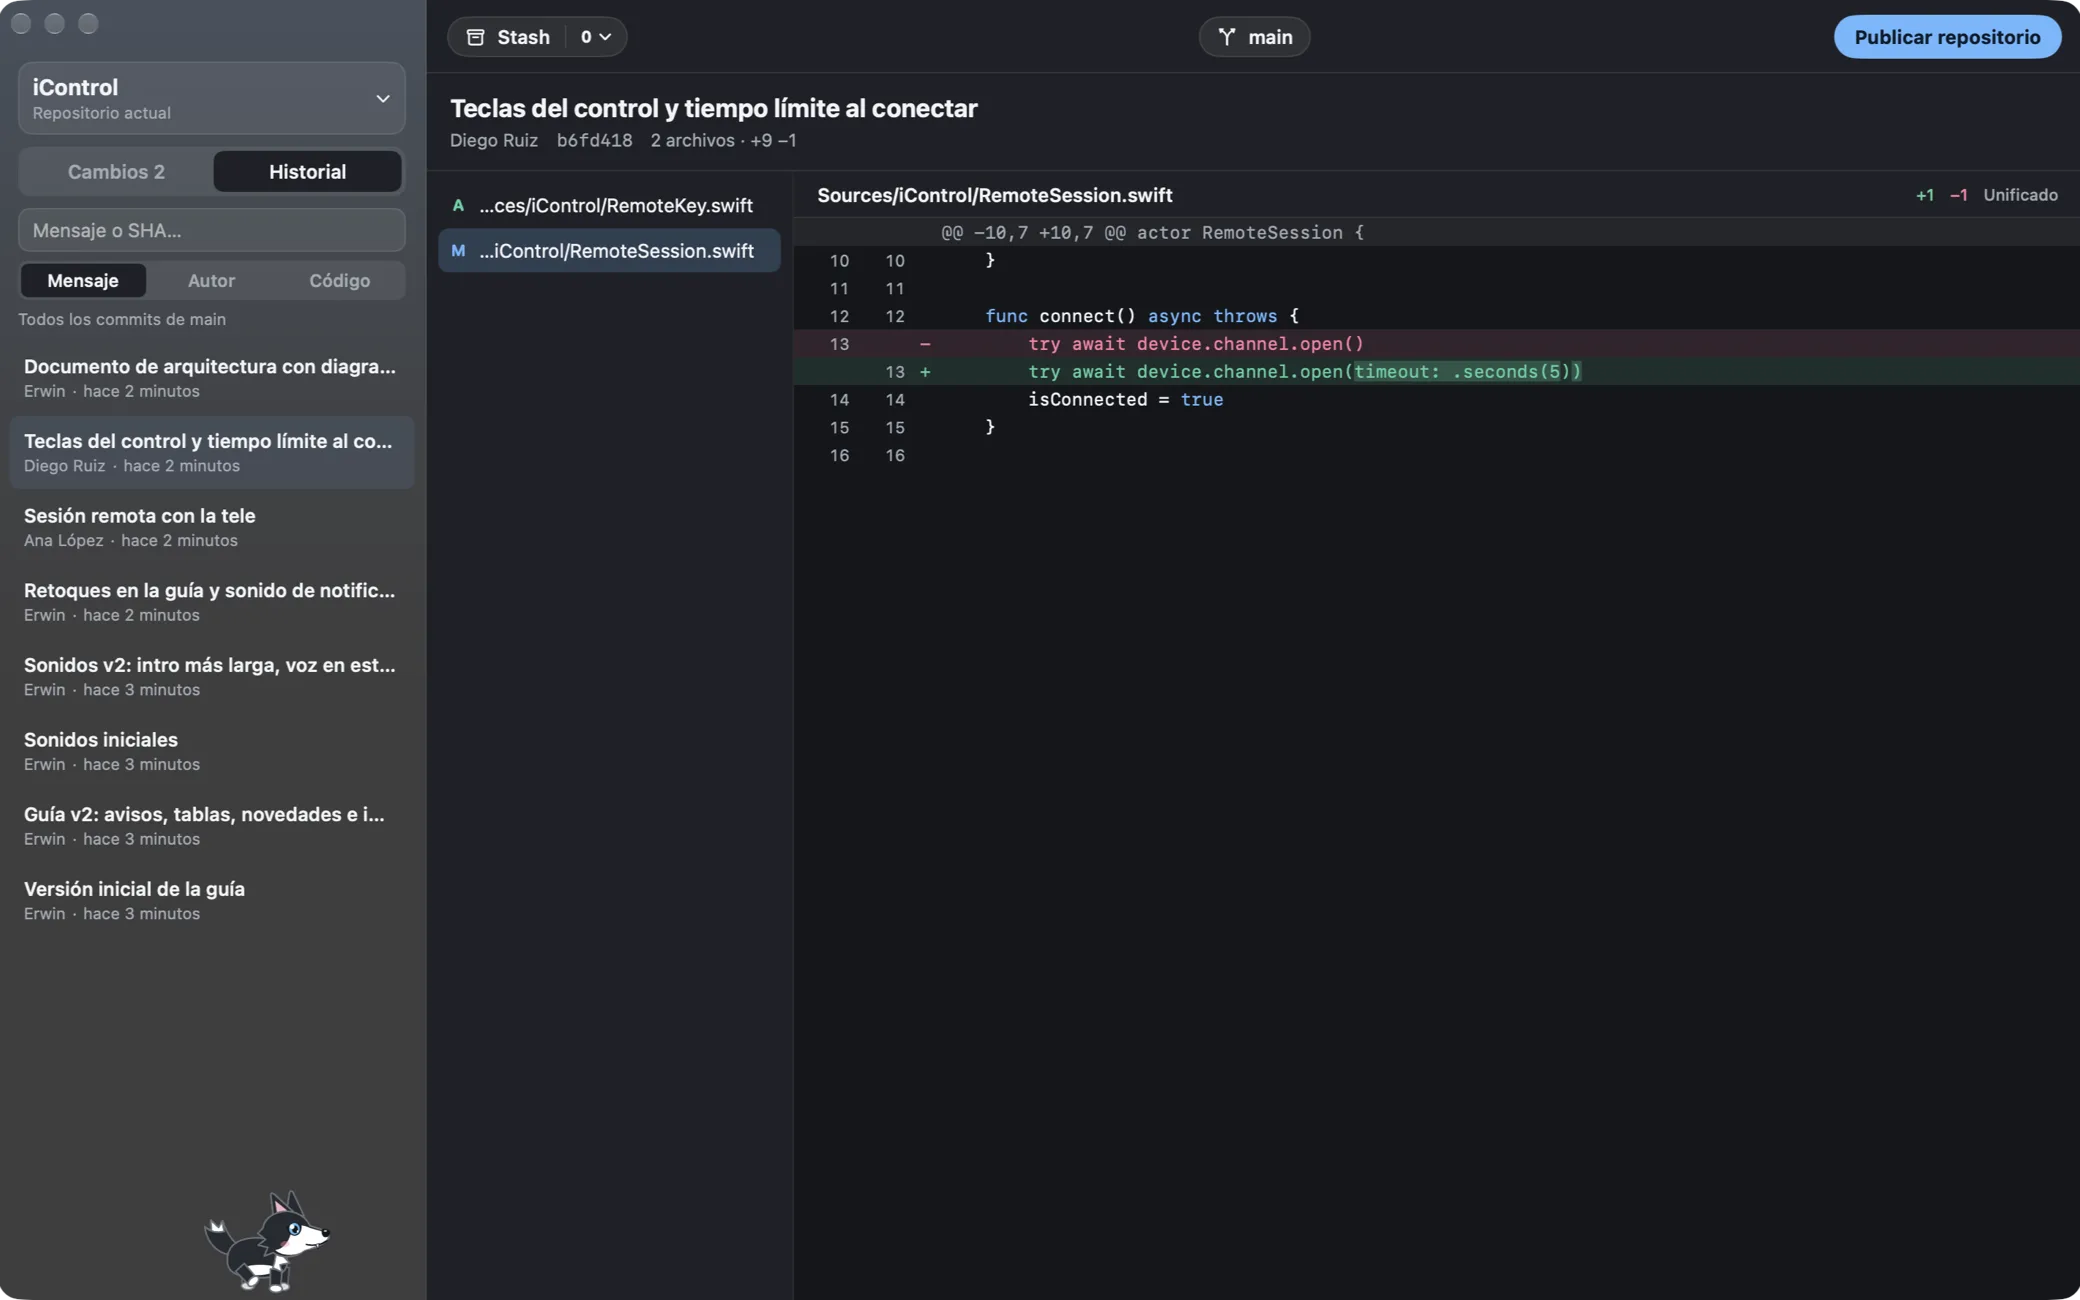 Stash 0
main
Publicar repositorio
iControl
Repositorio actual
Cambios 2
Historial
Mensaje o SHA...
Mensaje
Autor
Código
Todos los commits de main
Documento de arquitectura con diagra...
Erwin · hace 2 minutos
Teclas del control y tiempo límite al co...
Diego Ruiz · hace 2 minutos
Sesión remota con la tele
Ana López · hace 2 minutos
Retoques en la guía y sonido de notific...
Erwin · hace 2 minutos
Sonidos v2: intro más larga, voz en est...
Erwin · hace 3 minutos
Sonidos iniciales
Erwin · hace 3 minutos
Guía v2: avisos, tablas, novedades e i...
Erwin · hace 3 minutos
Versión inicial de la guía
Erwin · hace 3 minutos
Teclas del control y tiempo límite al conectar
Diego Ruiz b6fd418 2 archivos · +9 −1
A ...ces/iControl/RemoteKey.swift
M ...iControl/RemoteSession.swift
Sources/iControl/RemoteSession.swift +1 −1 Unificado
@@ −10,7 +10,7 @@ actor RemoteSession {
10 10 }
11 11
12 12 func connect() async throws {
13 − try await device.channel.open()
13 + try await device.channel.open(timeout: .seconds(5))
14 14 isConnected = true
15 15 }
16 16